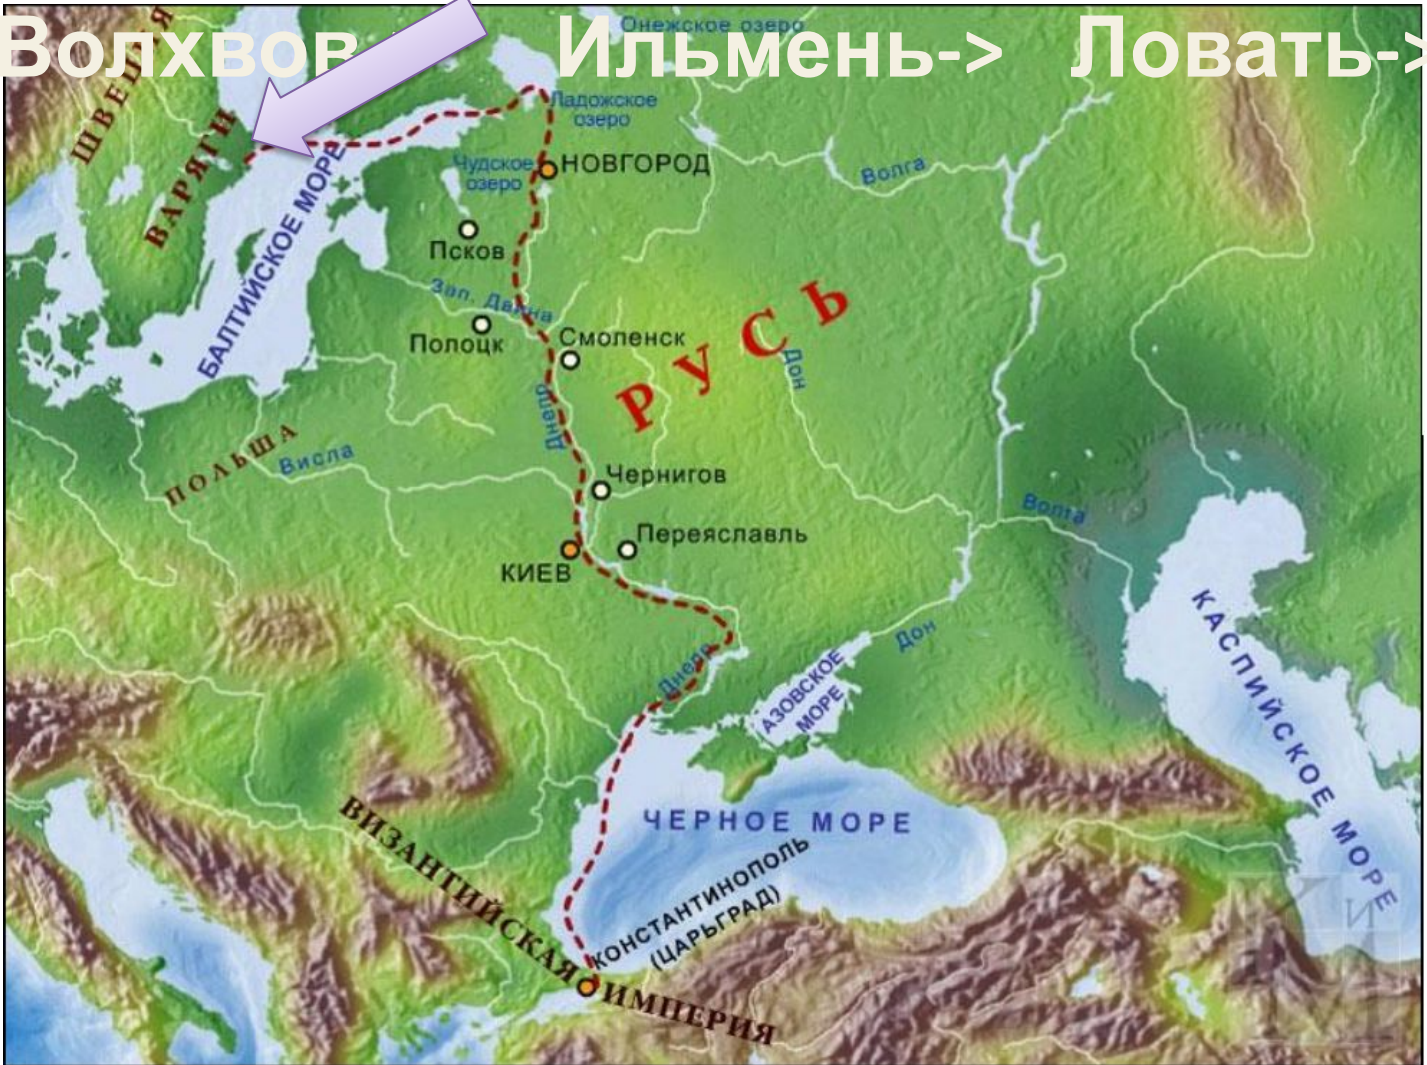 Волхвов Ильмень-> Ловать->
Онежское озеро
ШВЕЦИЯ
Ладожское
озеро
ВАРЯГИ
Чудское
озеро
НОВГОРОД
Волга
БАЛТИЙСКОЕ МОРЕ
Псков
Зап. Двина
Полоцк
Смоленск
РУСЬ
Дон
Днепр
ПОЛЬША
Висла
Чернигов
Волга
Переяславль
КИЕВ
Дон
Днепр
АЗОВСКОЕ
МОРЕ
КАСПИЙСКОЕ МОРЕ
ЧЕРНОЕ МОРЕ
ВИЗАНТИЙСКАЯ
ИМПЕРИЯ
КОНСТАНТИНОПОЛЬ
(ЦАРЬГРАД)
К и М